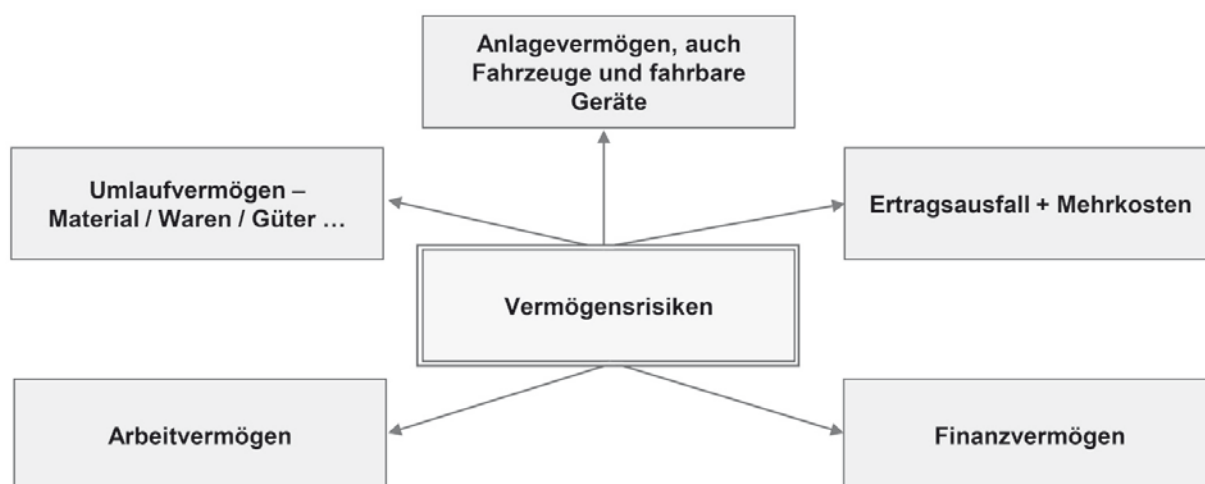 Anlagevermögen, auch
Fahrzeuge und fahrbare
Geräte
Umlaufvermögen –
Material / Waren / Güter …
Ertragsausfall + Mehrkosten
Vermögensrisiken
Arbeitvermögen
Finanzvermögen